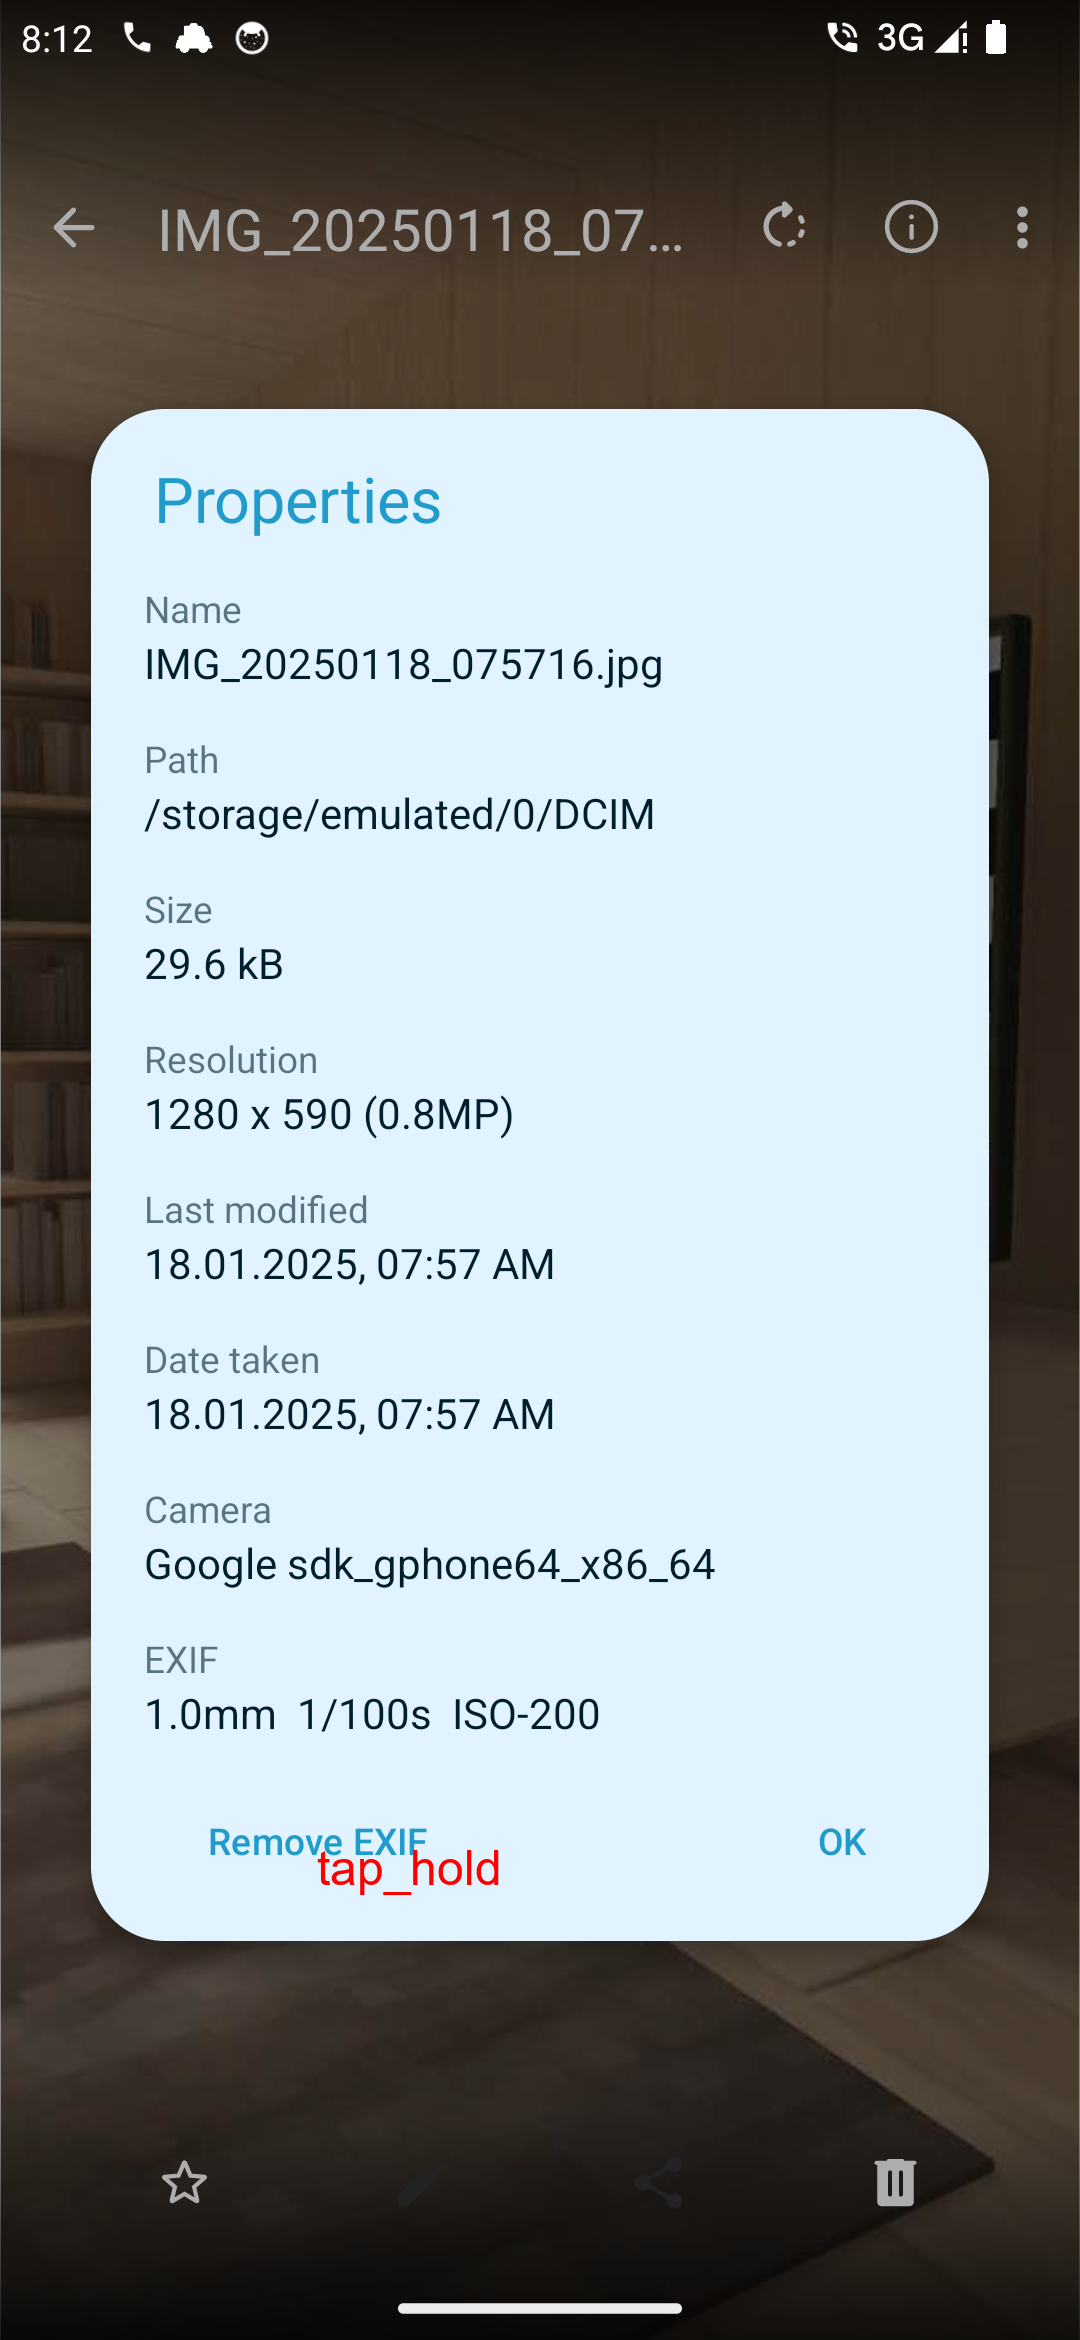 8:12
3G
IMG_20250118_07...
Properties
Name
IMG_20250118_075716.jpg
Path
/storage/emulated/0/DCIM
Size
29.6 kB
Resolution
1280 x 590 (0.8MP)
Last modified
18.01.2025, 07:57 AM
Date taken
18.01.2025, 07:57 AM
Camera
Google sdk_gphone64_x86_64
EXIF
1.0mm  1/100s  ISO-200
Remove EXIF
OK
tap_hold